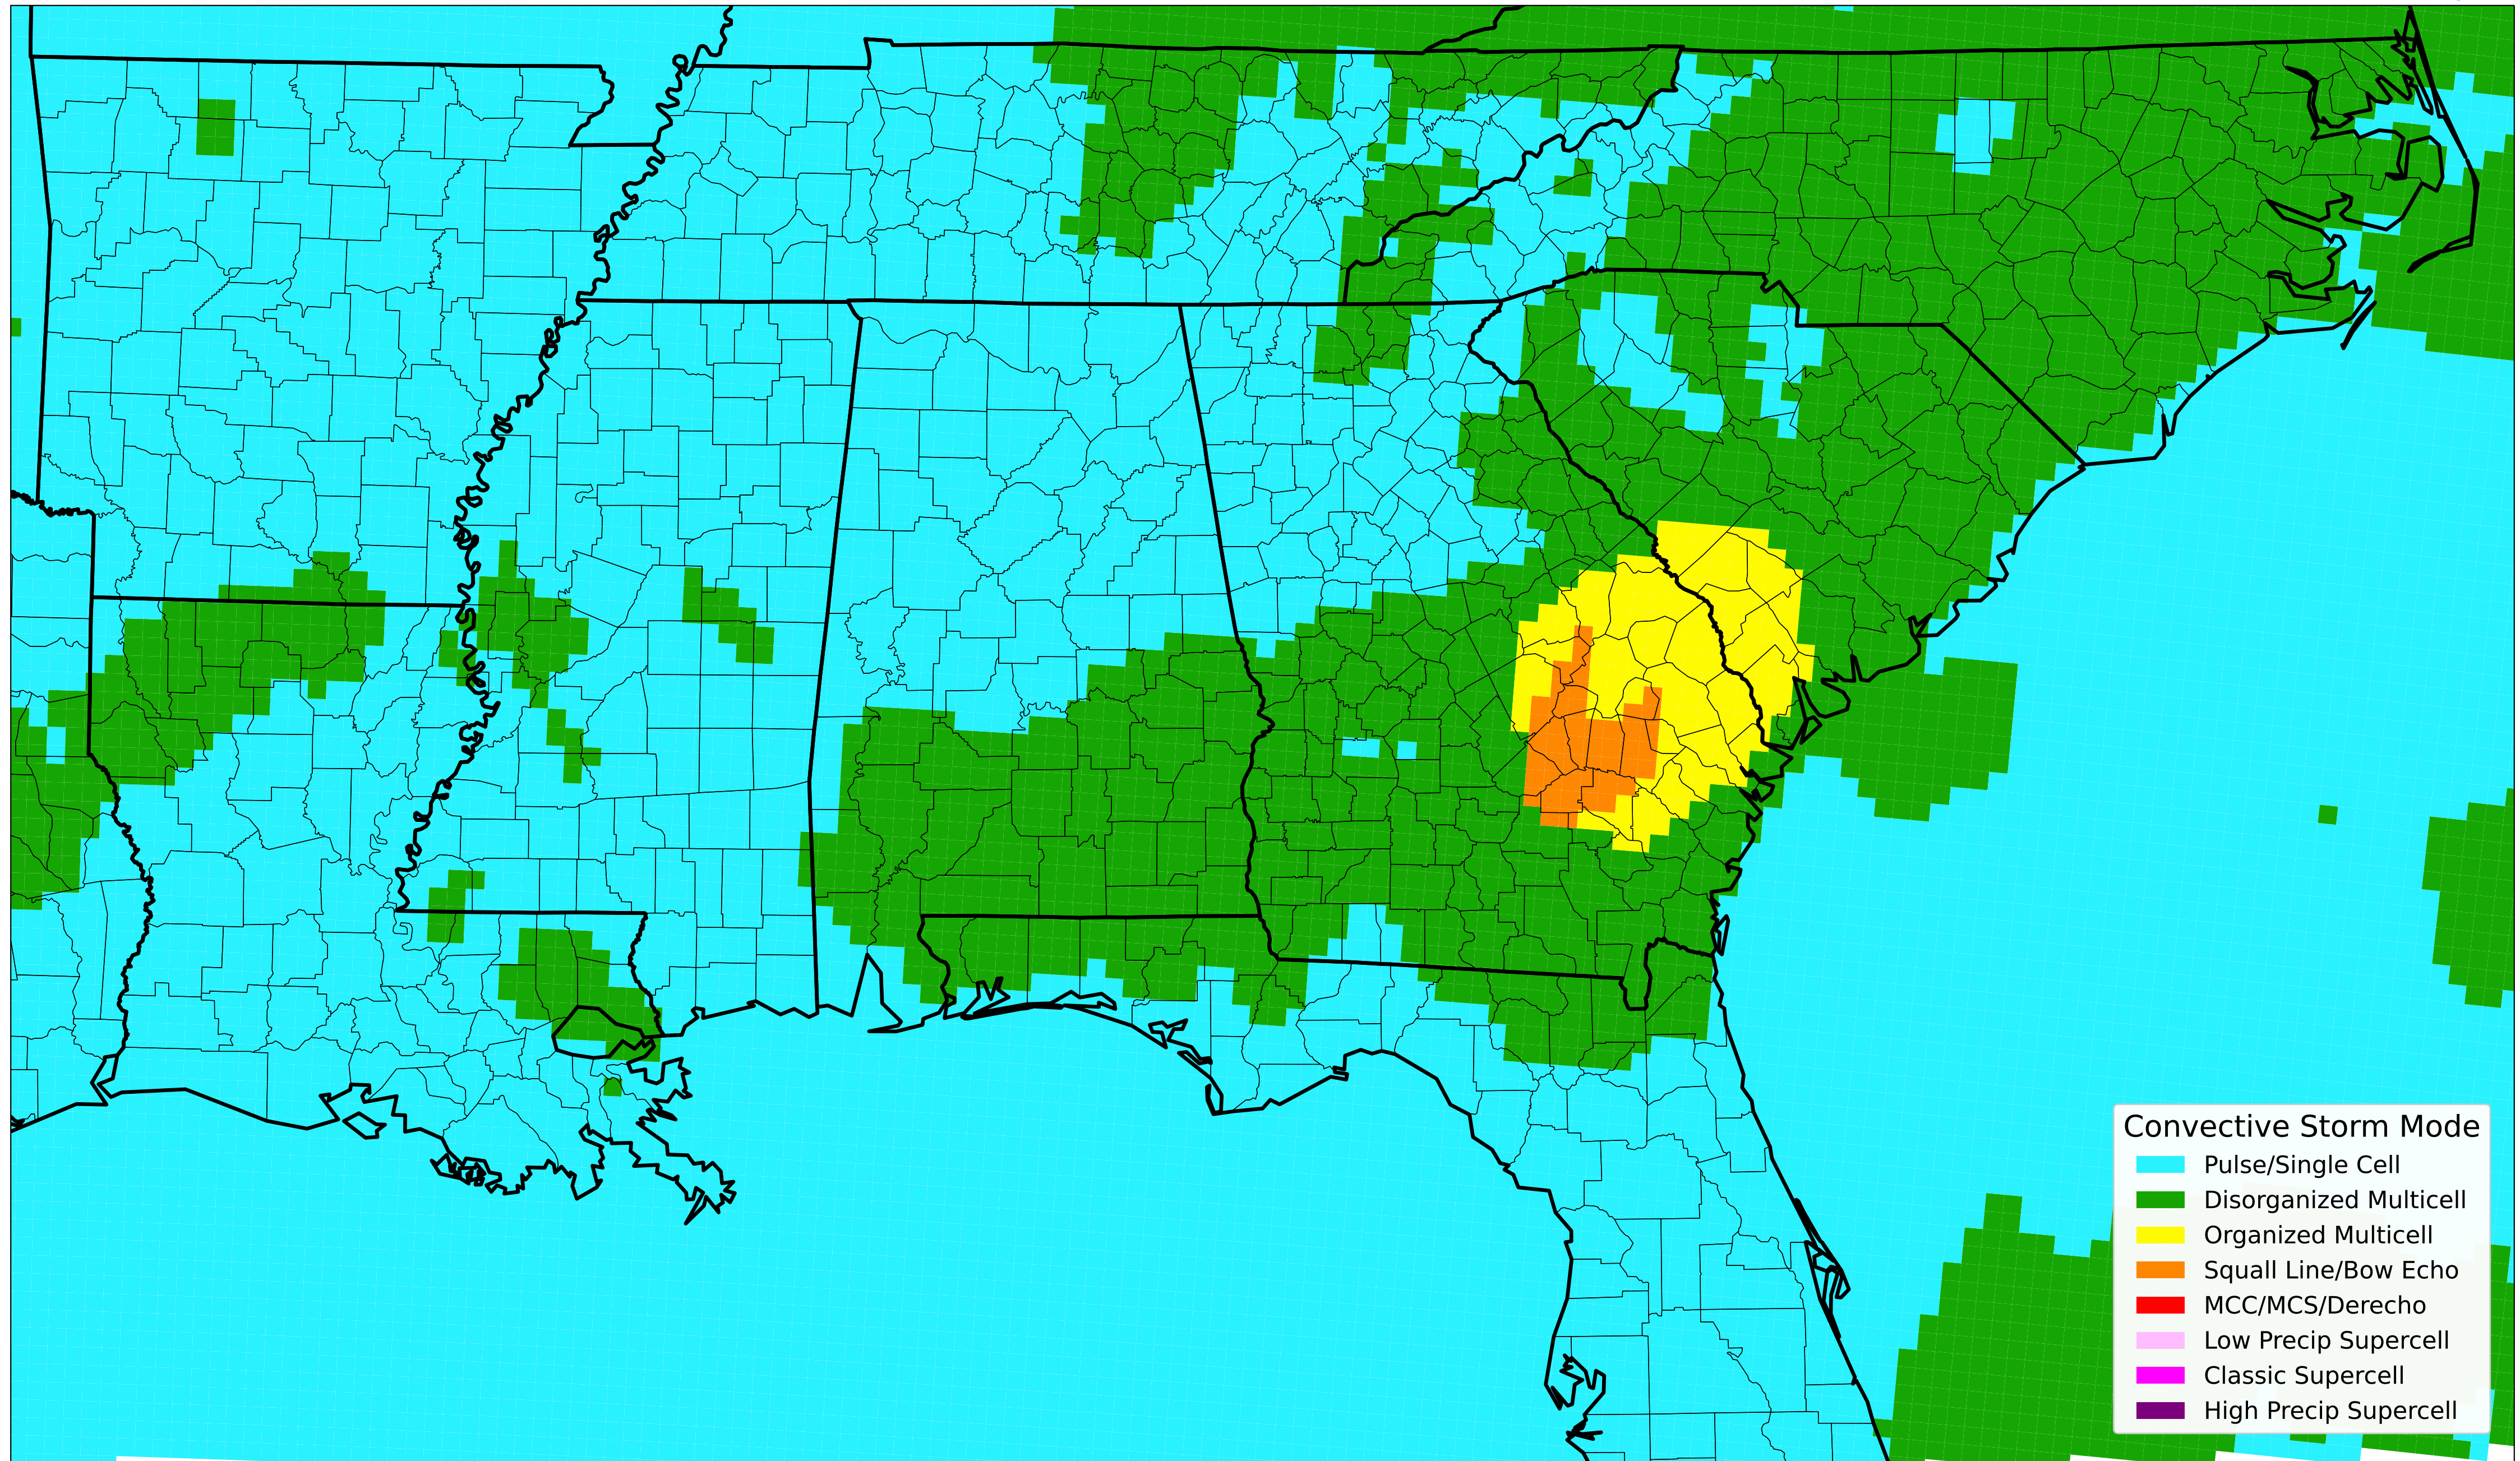 Convective Storm Mode
Pulse/Single Cell
Disorganized Multicell
Organized Multicell
Squall Line/Bow Echo
MCC/MCS/Derecho
Low Precip Supercell
Classic Supercell
High Precip Supercell